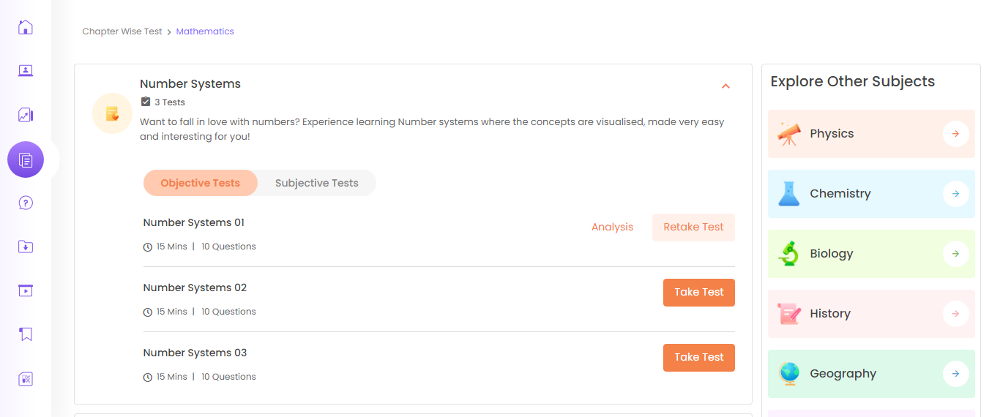 Chapter Wise Test > Mathematics
Number Systems
3 Tests
Want to fall in love with numbers? Experience learning Number systems where the concepts are visualised, made very easy
and interesting for you!
Objective Tests
Subjective Tests
Number Systems 01
15 Mins | 10 Questions
Analysis
Retake Test
Number Systems 02
15 Mins | 10 Questions
Take Test
Number Systems 03
15 Mins | 10 Questions
Take Test
Explore Other Subjects
Physics
Chemistry
Biology
History
Geography